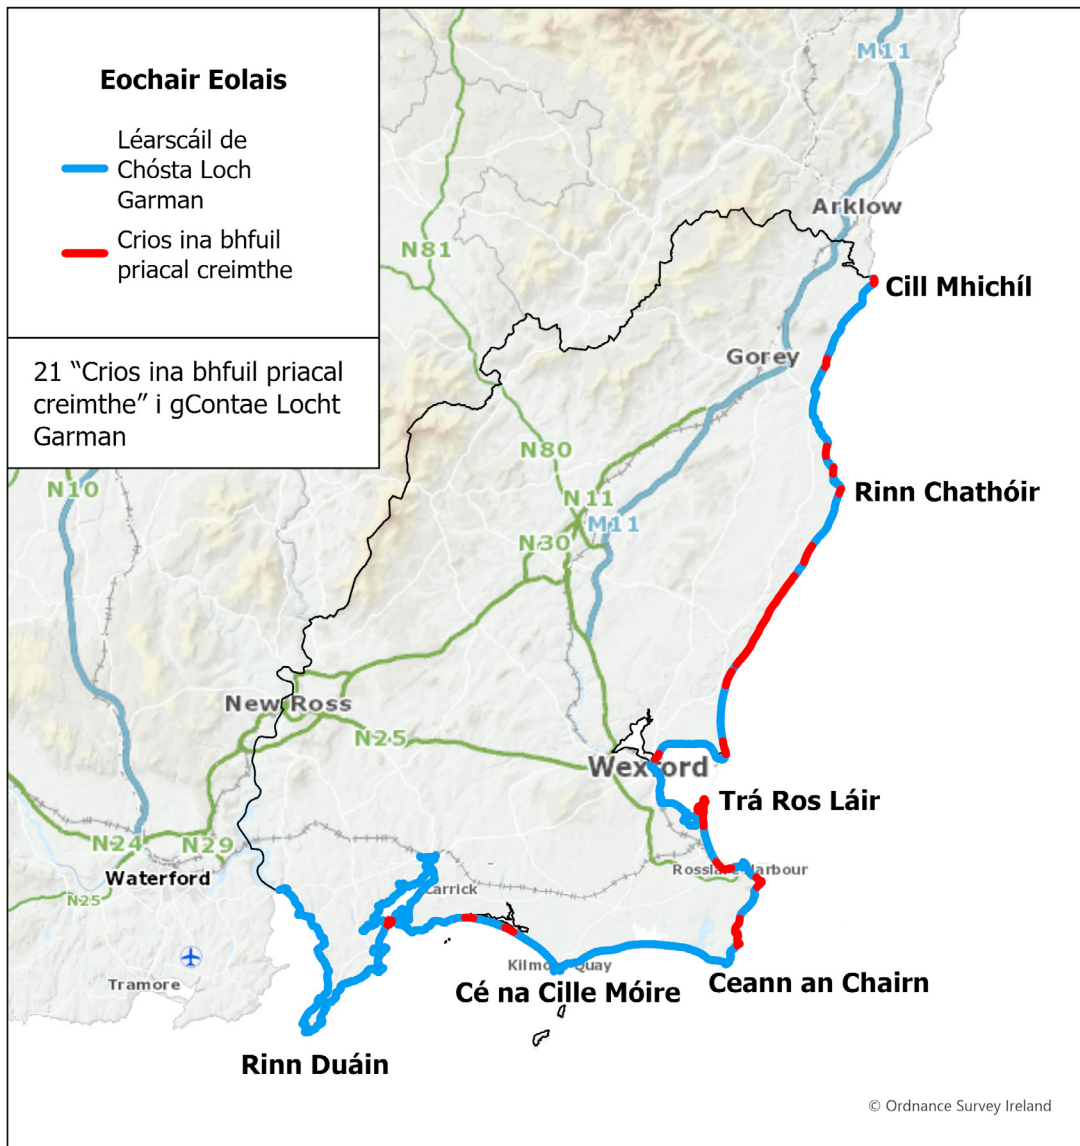 Eochair Eolais
Léarscáil de
Chósta Loch
Garman
Crios ina bhfuil
priacal creimthe
21 “Crios ina bhfuil priacal
creimthe” i gContae Locht
Garman
M11
Arklow
N81
Cill Mhichíl
Gorey
N80
N10
Rinn Chathóir
N11
M11
N30
New Ross
N25
Wexford
Trá Ros Láir
N24
N29
Waterford
Rosslare Harbour
Carrick
N25
Kilmore Quay
Tramore
Ceann an Chairn
Cé na Cille Móire
Rinn Duáin
© Ordnance Survey Ireland